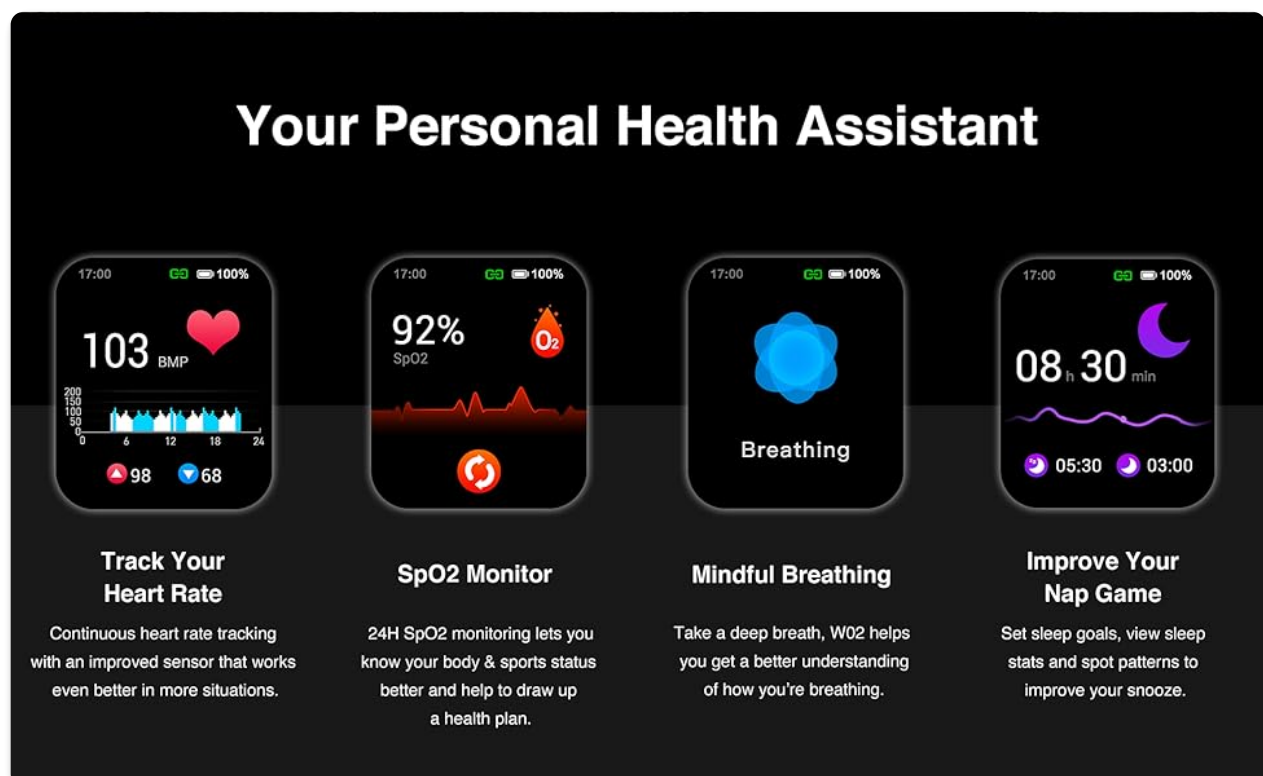 Your Personal Health Assistant
17:00 100%
103 BMP
200
150
100
50
0
0 6 12 18 24
98 68
Track Your
Heart Rate
Continuous heart rate tracking
with an improved sensor that works
even better in more situations.
17:00 100%
92%
SpO2
O2
SpO2 Monitor
24H SpO2 monitoring lets you
know your body & sports status
better and help to draw up
a health plan.
17:00 100%
Breathing
Mindful Breathing
Take a deep breath, W02 helps
you get a better understanding
of how you're breathing.
17:00 100%
08 h 30 min
05:30 03:00
Improve Your
Nap Game
Set sleep goals, view sleep
stats and spot patterns to
improve your snooze.